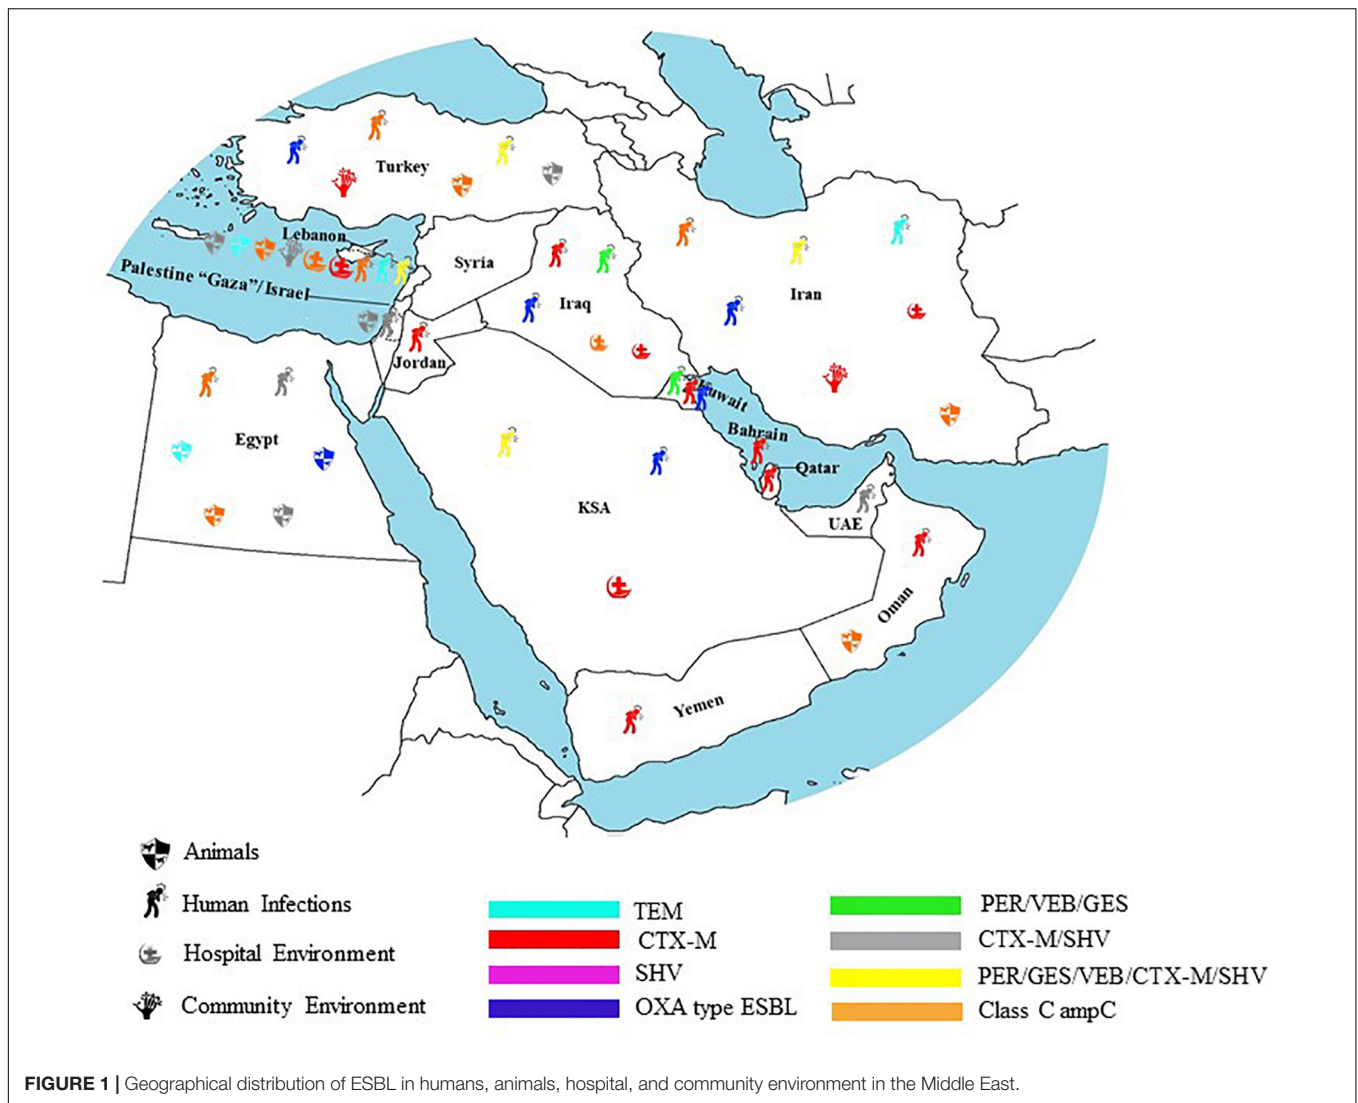 Turkey
Lebanon
Palestine "Gaza"/Israel
Syria
Iraq
Iran
Jordan
Kuwait
Egypt
Bahrain
Qatar
KSA
UAE
Oman
Yemen
Animals
Human Infections
Hospital Environment
Community Environment
TEM
CTX-M
SHV
OXA type ESBL
PER/VEB/GES
CTX-M/SHV
PER/GES/VEB/CTX-M/SHV
Class C ampC
FIGURE 1 | Geographical distribution of ESBL in humans, animals, hospital, and community environment in the Middle East.